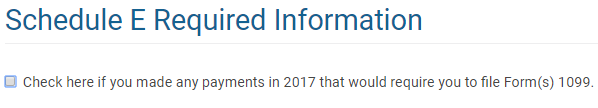 Schedule E Required Information
Check here if you made any payments in 2017 that would require you to file Form(s) 1099.